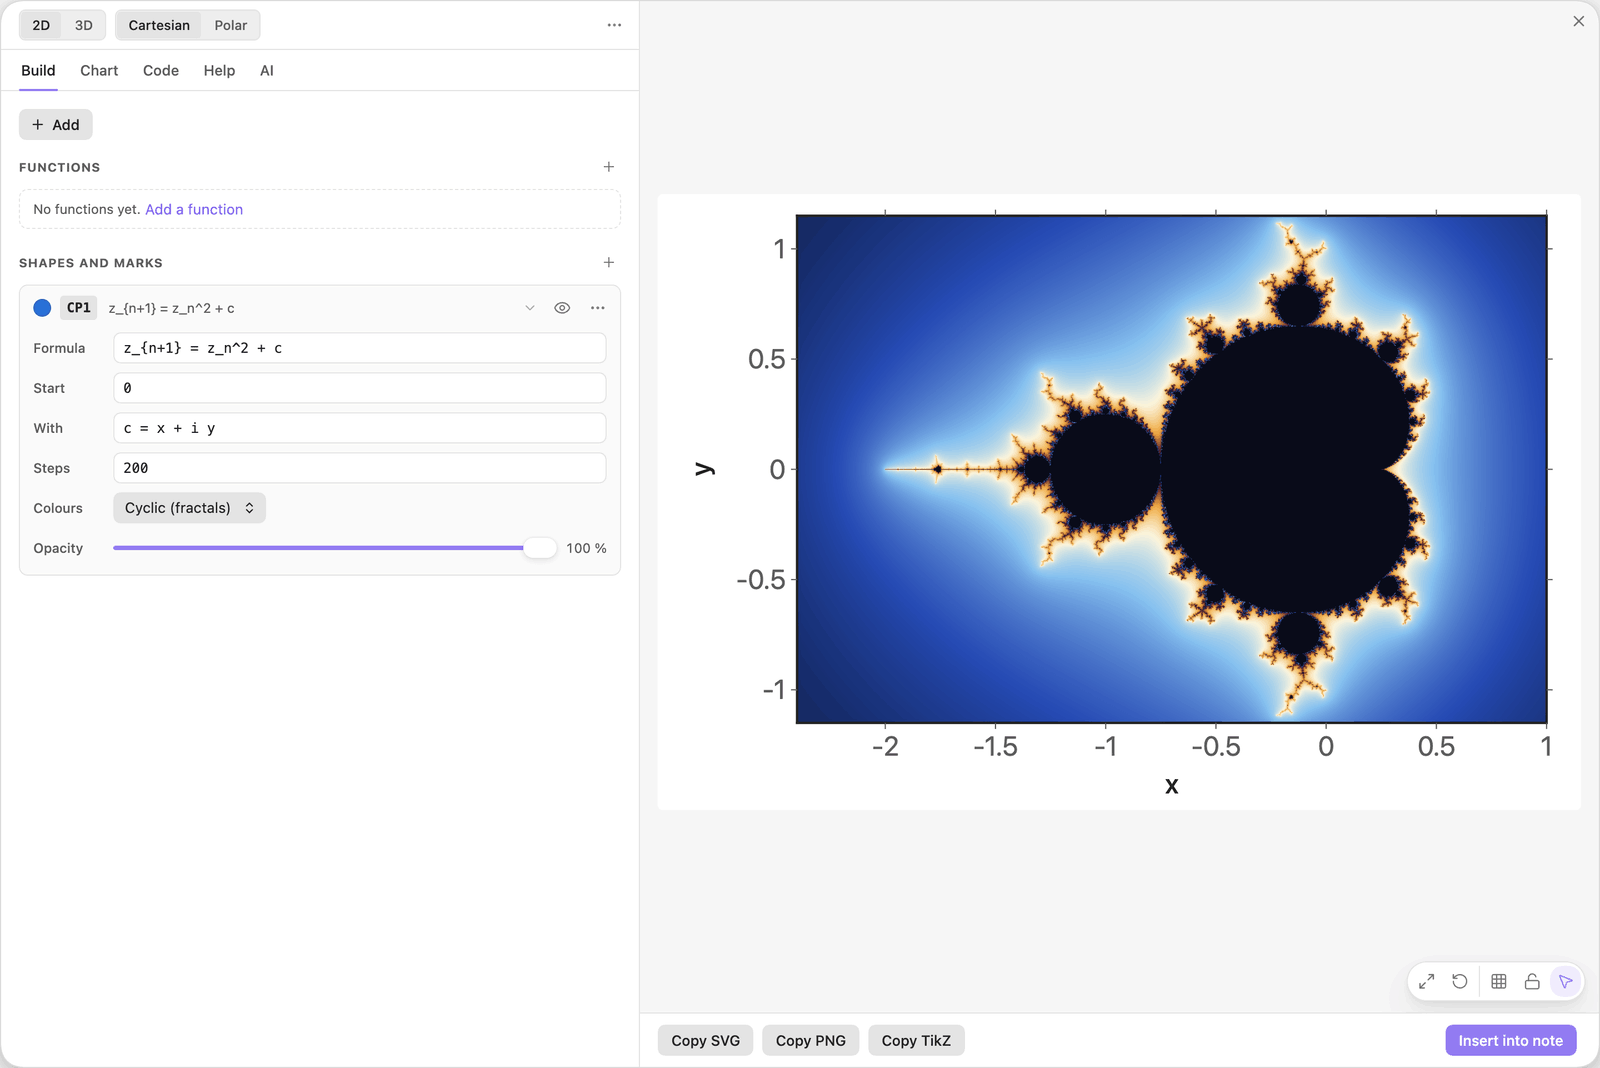 2D 3D Cartesian Polar
Build Chart Code Help AI
+ Add
FUNCTIONS
No functions yet. Add a function
SHAPES AND MARKS
CP1 z_{n+1} = z_n^2 + c
Formula z_{n+1} = z_n^2 + c
Start 0
With c = x + i y
Steps 200
Colours Cyclic (fractals)
Opacity 100 %
1
0.5
0
-0.5
-1
y
-2 -1.5 -1 -0.5 0 0.5 1
x
Copy SVG Copy PNG Copy TikZ Insert into note